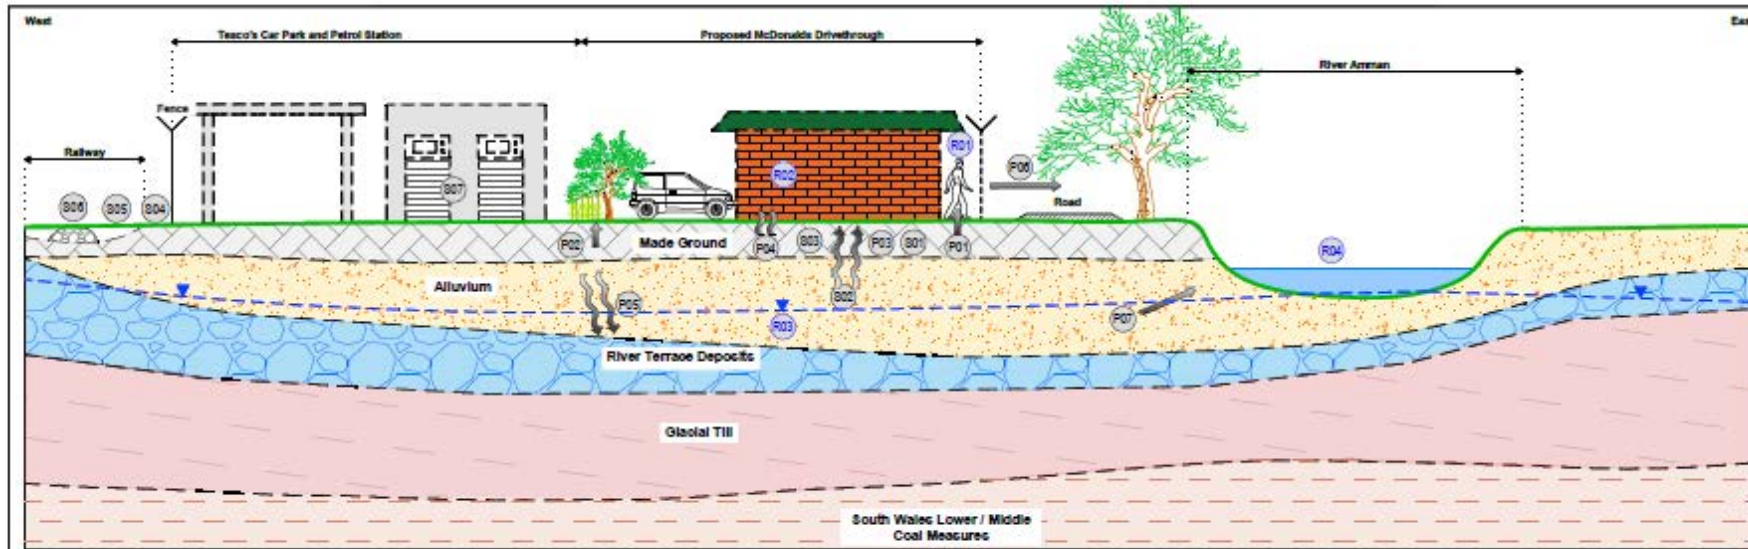 West
Eas
Tesco's Car Park and Petrol Station
Proposed McDonalds Drivethrough
River Amman
Fence
Railway
R01
R02
P06
S07
S06
S05
S04
Road
R04
P02
Made Ground
P04
S03
P03
S01
P01
Alluvium
P05
S02
R03
P07
River Terrace Deposits
Glacial Till
South Wales Lower / Middle
Coal Measures